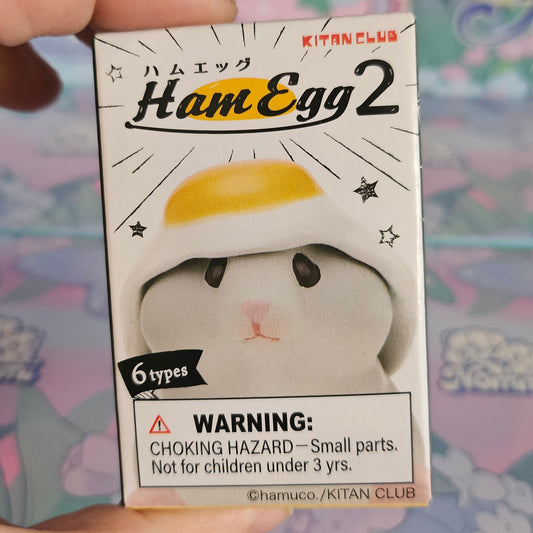 KITAN CLUB
ハムエッグ
Ham Egg 2
6 types
WARNING:
CHOKING HAZARD—Small parts.
Not for children under 3 yrs.
©hamuco./KITAN CLUB